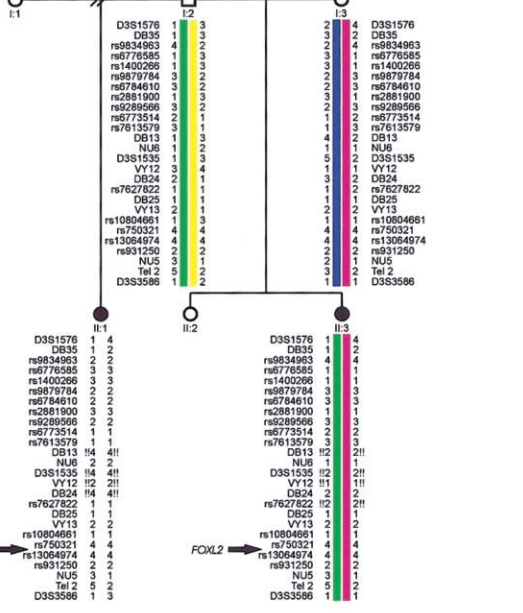 I:1 I:2 I:3
D3S1576 1 3 2 4 D3S1576
DB35 1 3 3 2 DB35
rs9834963 4 2 2 4 rs9834963
rs6776585 1 3 3 1 rs6776585
rs1400266 1 3 3 1 rs1400266
rs9879784 3 2 2 3 rs9879784
rs6784610 3 2 2 3 rs6784610
rs2881900 1 3 3 1 rs2881900
rs9289566 3 2 2 3 rs9289566
rs6773514 2 1 1 2 rs6773514
rs7613579 3 1 1 3 rs7613579
DB13 1 3 4 2 DB13
NU6 1 2 1 1 NU6
D3S1535 1 3 5 2 D3S1535
VY12 3 4 1 1 VY12
DB24 2 1 3 2 DB24
rs7627822 1 1 1 2 rs7627822
DB25 1 1 1 1 DB25
VY13 2 1 2 2 VY13
rs10804661 1 3 1 1 rs10804661
rs750321 4 4 4 4 rs750321
rs13064974 4 4 4 4 rs13064974
rs931250 2 2 2 2 rs931250
NU5 3 1 2 1 NU5
Tel 2 5 2 3 2 Tel 2
D3S3586 1 2 1 1 D3S3586
II:1 II:2 II:3
D3S1576 1 4 D3S1576 1 4
DB35 1 2 DB35 1 2
rs9834963 2 2 rs9834963 4 4
rs6776585 3 3 rs6776585 1 1
rs1400266 3 3 rs1400266 1 1
rs9879784 2 2 rs9879784 3 3
rs6784610 2 2 rs6784610 3 3
rs2881900 3 3 rs2881900 1 1
rs9289566 2 2 rs9289566 3 3
rs6773514 1 1 rs6773514 2 2
rs7613579 1 1 rs7613579 3 3
DB13 !!4 4!! DB13 !!2 2!!
NU6 2 2 NU6 1 1
D3S1535 !!4 4!! D3S1535 !!2 2!!
VY12 !!2 2!! VY12 !!1 1!!
DB24 !!4 4!! DB24 2 2
rs7627822 1 1 rs7627822 !!2 2!!
DB25 1 1 DB25 1 1
VY13 2 2 VY13 2 2
rs10804661 1 1 rs10804661 1 1
rs750321 4 4 FOXL2 rs750321 4 4
rs13064974 4 4 rs13064974 4 4
rs931250 2 2 rs931250 2 2
NU5 3 1 NU5 3 1
Tel 2 5 2 Tel 2 5 2
D3S3586 1 3 D3S3586 1 1